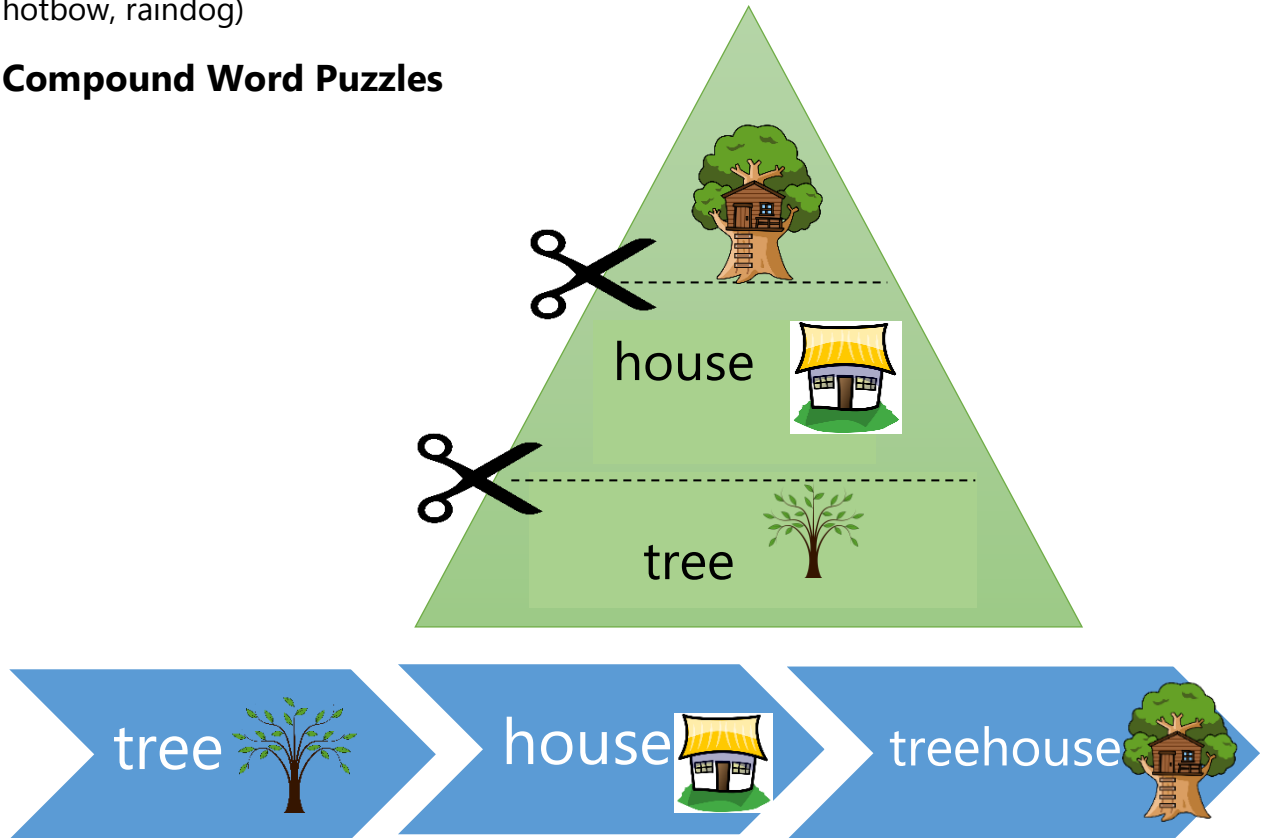 hotbow, raindog)
Compound Word Puzzles
house
tree
tree
house
treehouse